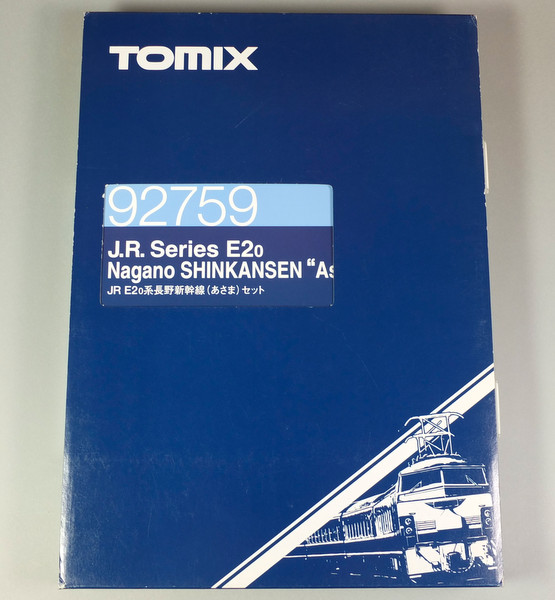 TOMIX
92759
J.R. Series E20
Nagano SHINKANSEN “As
JR E20系長野新幹線(あさま)セット